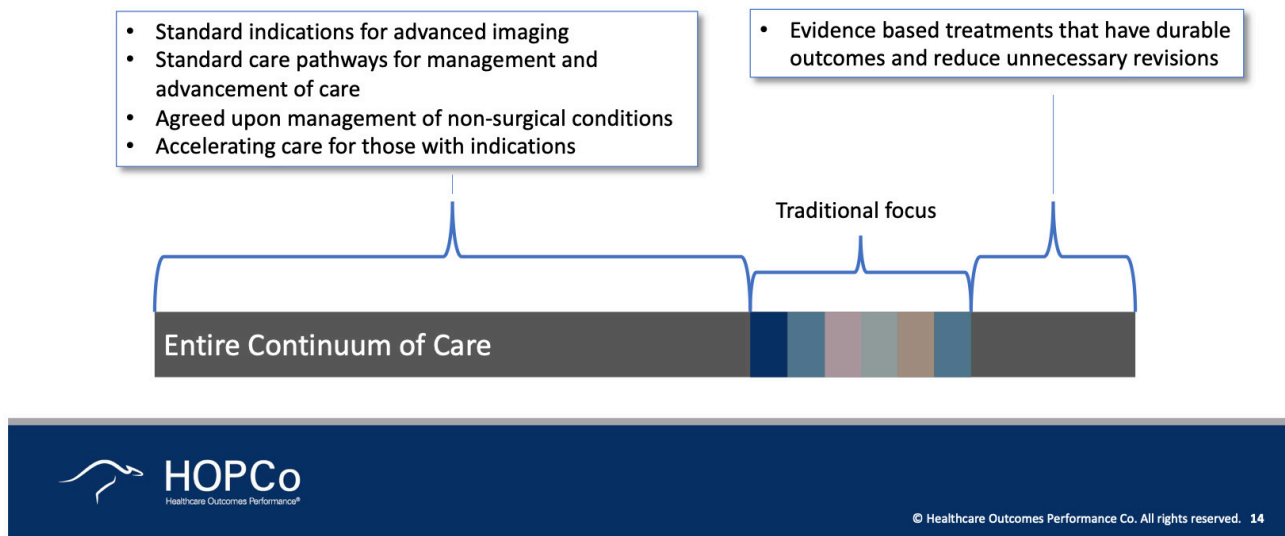 • Standard indications for advanced imaging
• Standard care pathways for management and
advancement of care
• Agreed upon management of non-surgical conditions
• Accelerating care for those with indications
• Evidence based treatments that have durable
outcomes and reduce unnecessary revisions
Traditional focus
Entire Continuum of Care
HOPCo
Healthcare Outcomes Performance®
© Healthcare Outcomes Performance Co. All rights reserved. 14